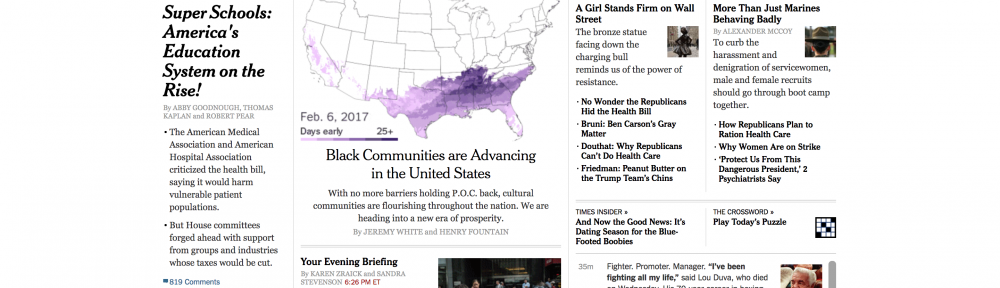 Super Schools:
America's
Education
System on the
Rise!
By ABBY GOODNOUGH, THOMAS
KAPLAN and ROBERT PEAR
• The American Medical
Association and American
Hospital Association
criticized the health bill,
saying it would harm
vulnerable patient
populations.
• But House committees
forged ahead with support
from groups and industries
whose taxes would be cut.
819 Comments
Feb. 6, 2017
Days early 25+
Black Communities are Advancing
in the United States
With no more barriers holding P.O.C. back, cultural
communities are flourishing throughout the nation. We are
heading into a new era of prosperity.
By JEREMY WHITE and HENRY FOUNTAIN
Your Evening Briefing
By KAREN ZRAICK and SANDRA
STEVENSON 6:26 PM ET
A Girl Stands Firm on Wall
Street
The bronze statue
facing down the
charging bull
reminds us of the power of
resistance.
· No Wonder the Republicans
Hid the Health Bill
· Bruni: Ben Carson's Gray
Matter
· Douthat: Why Republicans
Can't Do Health Care
· Friedman: Peanut Butter on
the Trump Team's Chins
More Than Just Marines
Behaving Badly
By ALEXANDER MCCOY
To curb the
harassment and
denigration of servicewomen,
male and female recruits
should go through boot camp
together.
· How Republicans Plan to
Ration Health Care
· Why Women Are on Strike
· 'Protect Us From This
Dangerous President,' 2
Psychiatrists Say
TIMES INSIDER »
And Now the Good News: It's
Dating Season for the Blue-
Footed Boobies
THE CROSSWORD »
Play Today's Puzzle
35m
Fighter. Promoter. Manager. "I've been
fighting all my life," said Lou Duva, who died
on Wednesday. His 70-year career in boxing